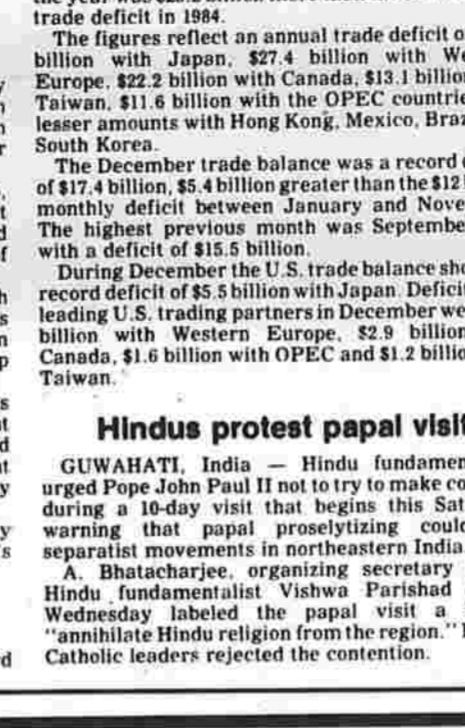 trade deficit in 1984.
The figures reflect an annual trade deficit o
billion with Japan, $27.4 billion with We
Europe, $22.2 billion with Canada, $13.1 billion
Taiwan, $11.6 billion with the OPEC countrie
lesser amounts with Hong Kong, Mexico, Braz
South Korea.
The December trade balance was a record
of $17.4 billion, $5.4 billion greater than the $12
monthly deficit between January and Nove
The highest previous month was Septembe
with a deficit of $15.5 billion.
During December the U.S. trade balance sho
record deficit of $5.5 billion with Japan. Defici
leading U.S. trading partners in December we
billion with Western Europe, $2.9 billion
Canada, $1.6 billion with OPEC and $1.2 billio
Taiwan.
Hindus protest papal visit
GUWAHATI, India — Hindu fundamen
urged Pope John Paul II not to try to make co
during a 10-day visit that begins this Sat
warning that papal proselytizing coul
separatist movements in northeastern India
A. Bhatacharjee, organizing secretary
Hindu fundamentalist Vishwa Parishad
Wednesday labeled the papal visit a
"annihilate Hindu religion from the region."
Catholic leaders rejected the contention.